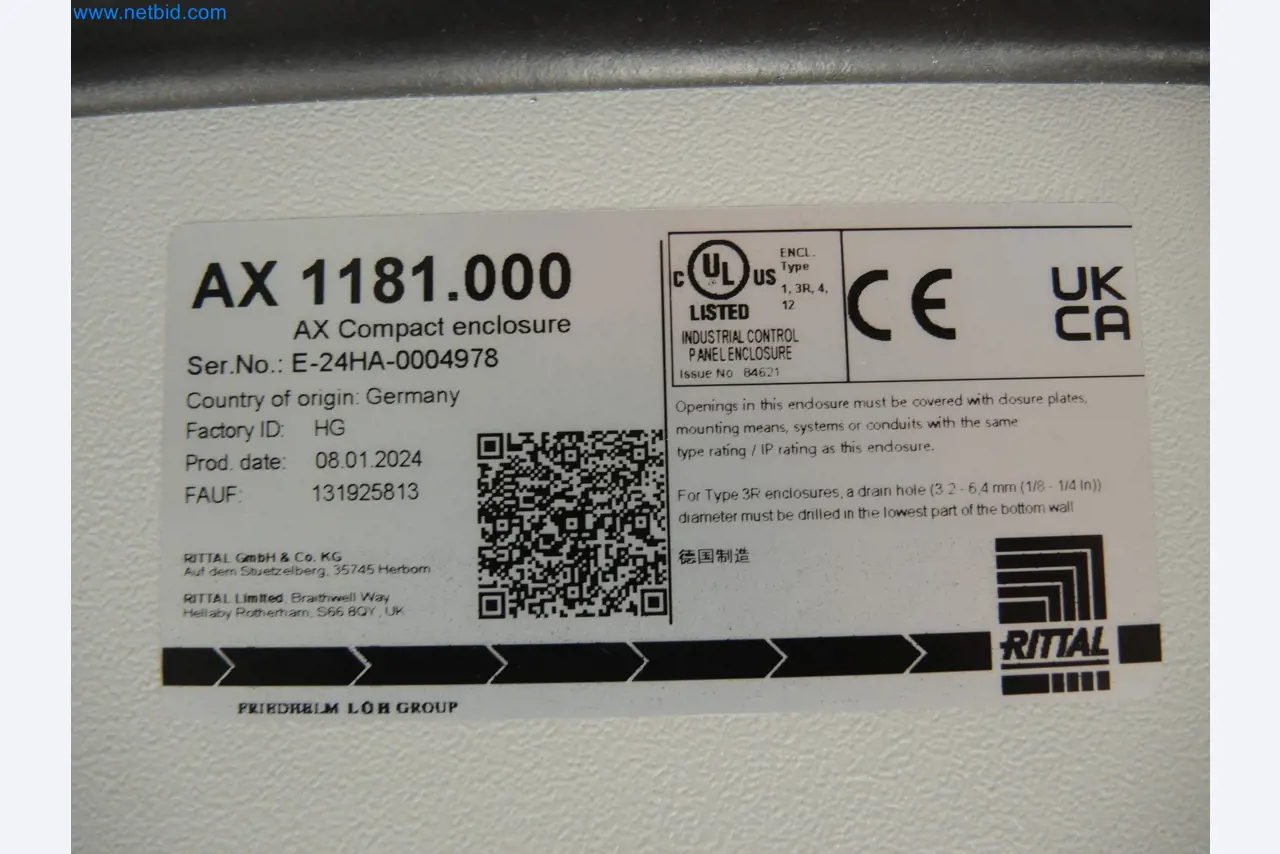 www.netbid.com
AX 1181.000
AX Compact enclosure
Ser.No.: E-24HA-0004978
Country of origin: Germany
Factory ID: HG
Prod. date: 08.01.2024
FAUF: 131925813
RITTAL GmbH & Co. KG
Auf dem Stuetzelberg, 35745 Herborn
RITTAL Limited, Braithwell Way
Hellaby Rotherham, S66 8QY, UK
C UL US
LISTED
ENCL.
Type
1, 3R, 4,
12
INDUSTRIAL CONTROL
PANEL ENCLOSURE
Issue No 84621
CE
UK
CA
Openings in this enclosure must be covered with closure plates,
mounting means, systems or conduits with the same
type rating / IP rating as this enclosure.
For Type 3R enclosures, a drain hole (3.2 - 6,4 mm (1/8 - 1/4 In))
diameter must be drilled in the lowest part of the bottom wall
德国制造
RITTAL
FRIEDHELM LOH GROUP